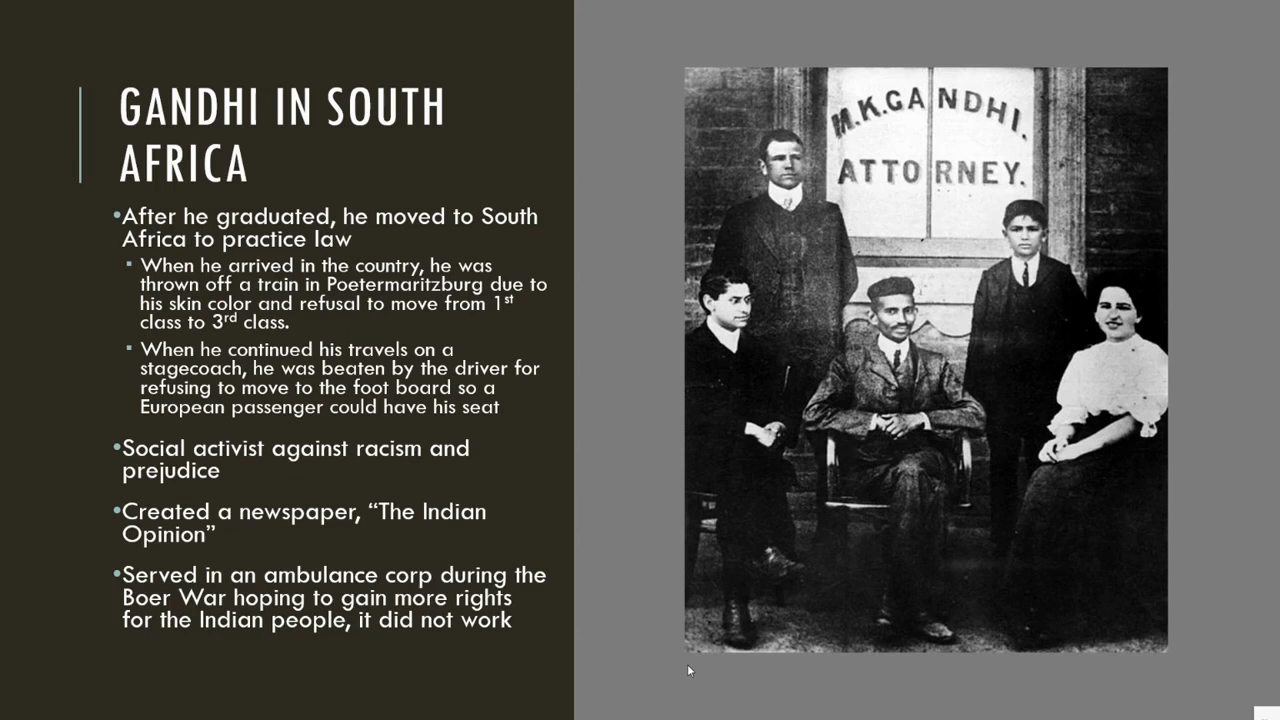 GANDHI IN SOUTH
AFRICA
•After he graduated, he moved to South
Africa to practice law
▪ When he arrived in the country, he was
thrown off a train in Poetermaritzburg due to
his skin color and refusal to move from 1st
class to 3rd class.
▪ When he continued his travels on a
stagecoach, he was beaten by the driver for
refusing to move to the foot board so a
European passenger could have his seat
•Social activist against racism and
prejudice
•Created a newspaper, “The Indian
Opinion”
•Served in an ambulance corp during the
Boer War hoping to gain more rights
for the Indian people, it did not work
M.K.GANDHI.
ATTORNEY.